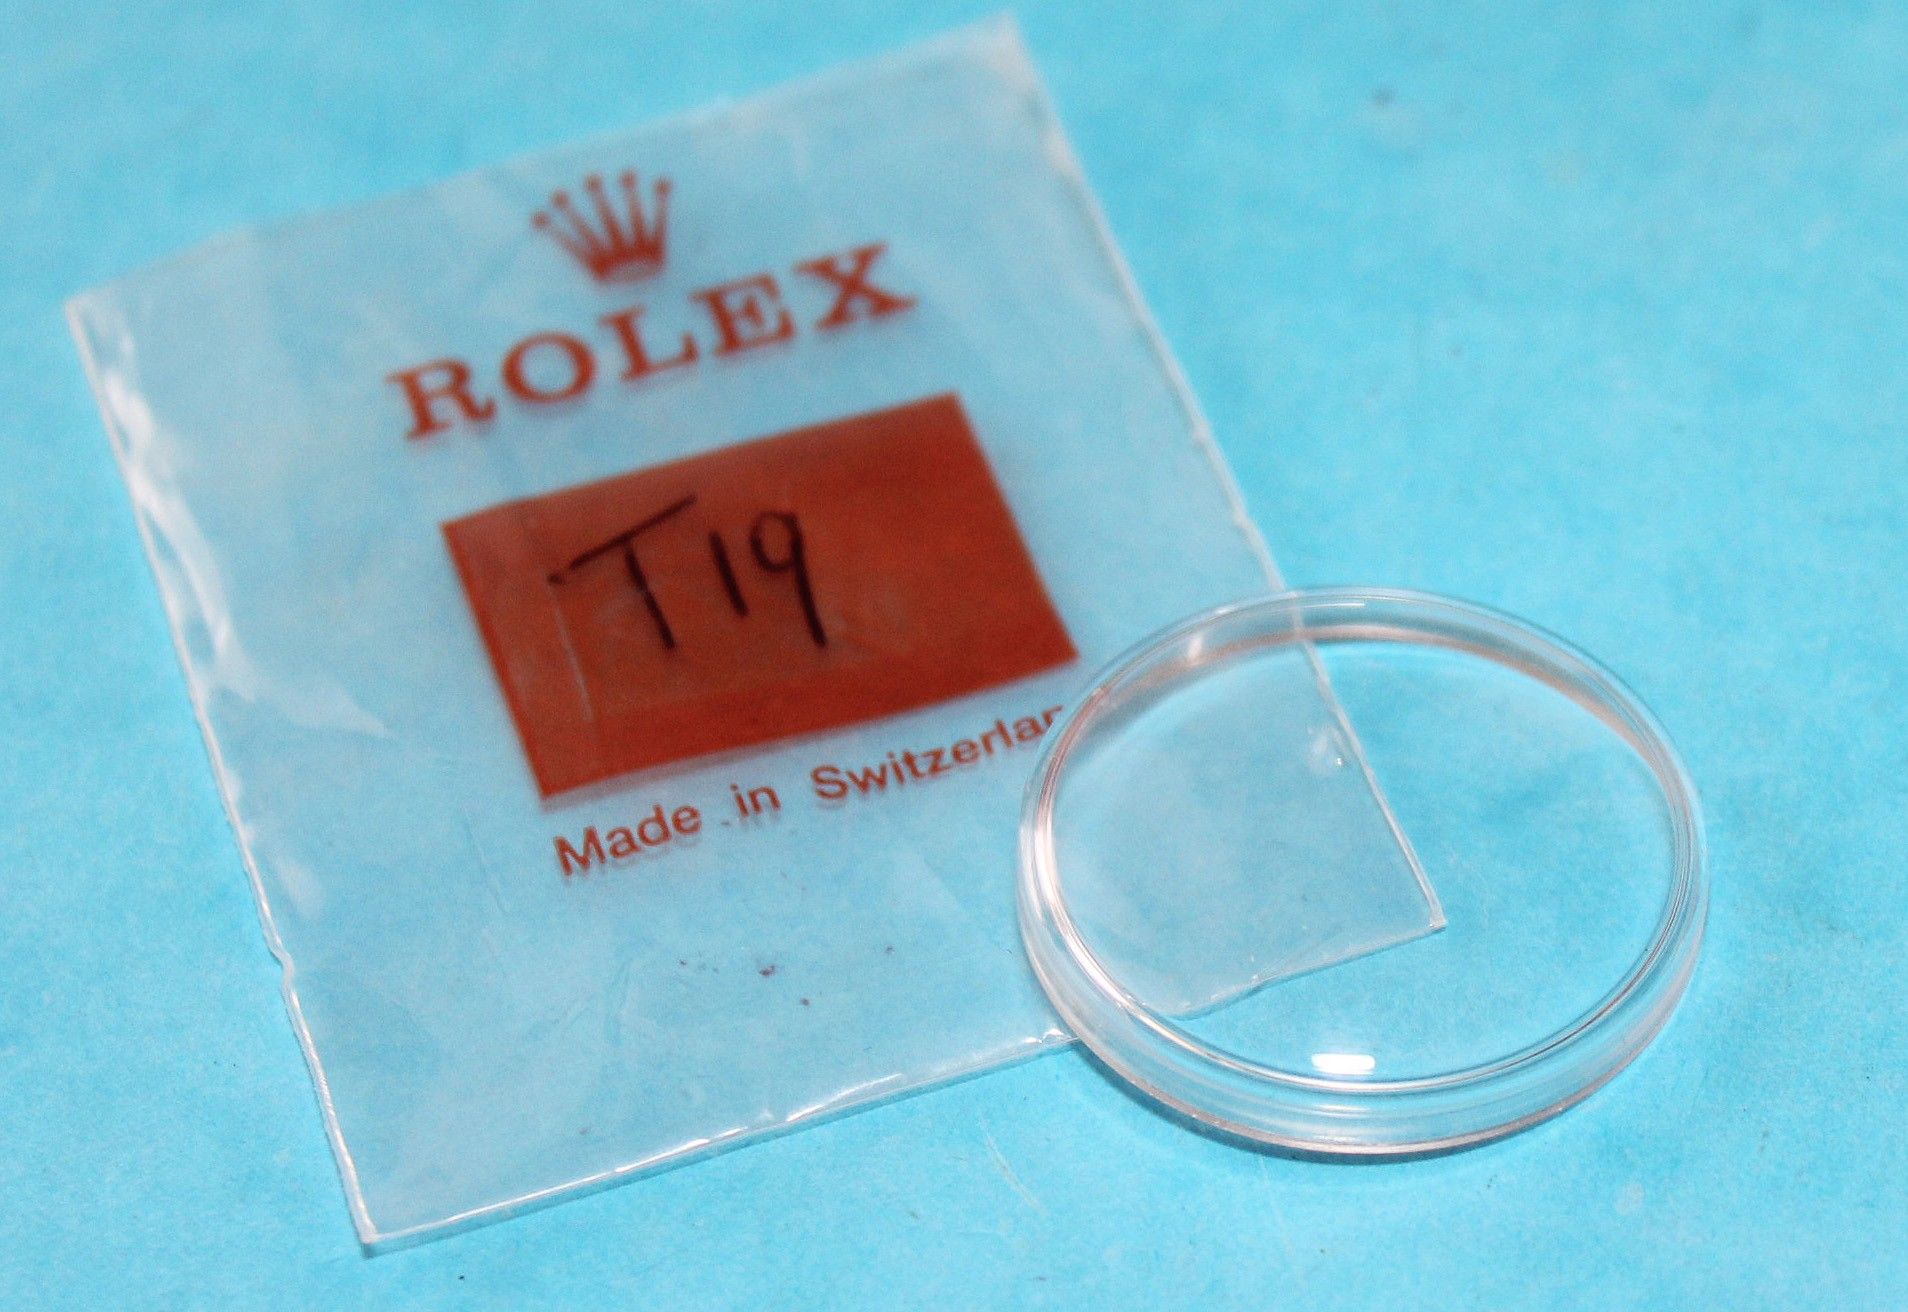 ROLEX
T19
Made in Switzerlan